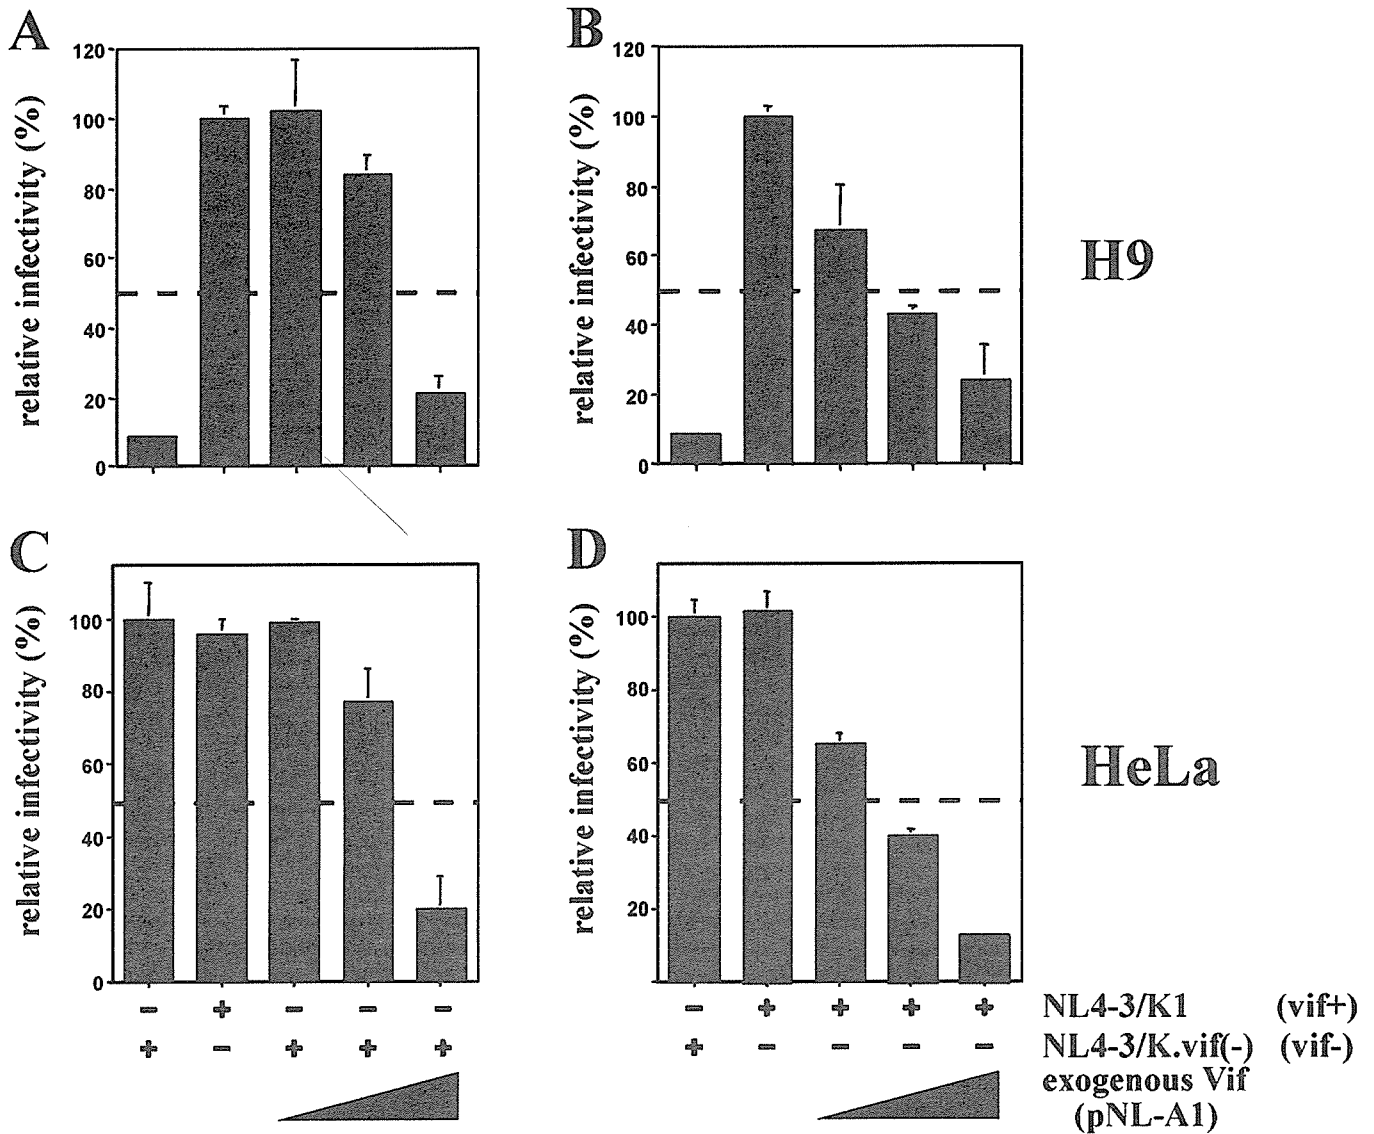 A
B
relative infectivity (%)
120
100
80
60
40
20
0
relative infectivity (%)
120
100
80
60
40
20
0
H9
C
D
relative infectivity (%)
100
80
60
40
20
0
relative infectivity (%)
100
80
60
40
20
HeLa
- + - - - - + + + + NL4-3/K1 (vif+)
+ - + + + + - - - - NL4-3/K.vif(-) (vif-)
exogenous Vif
(pNL-A1)